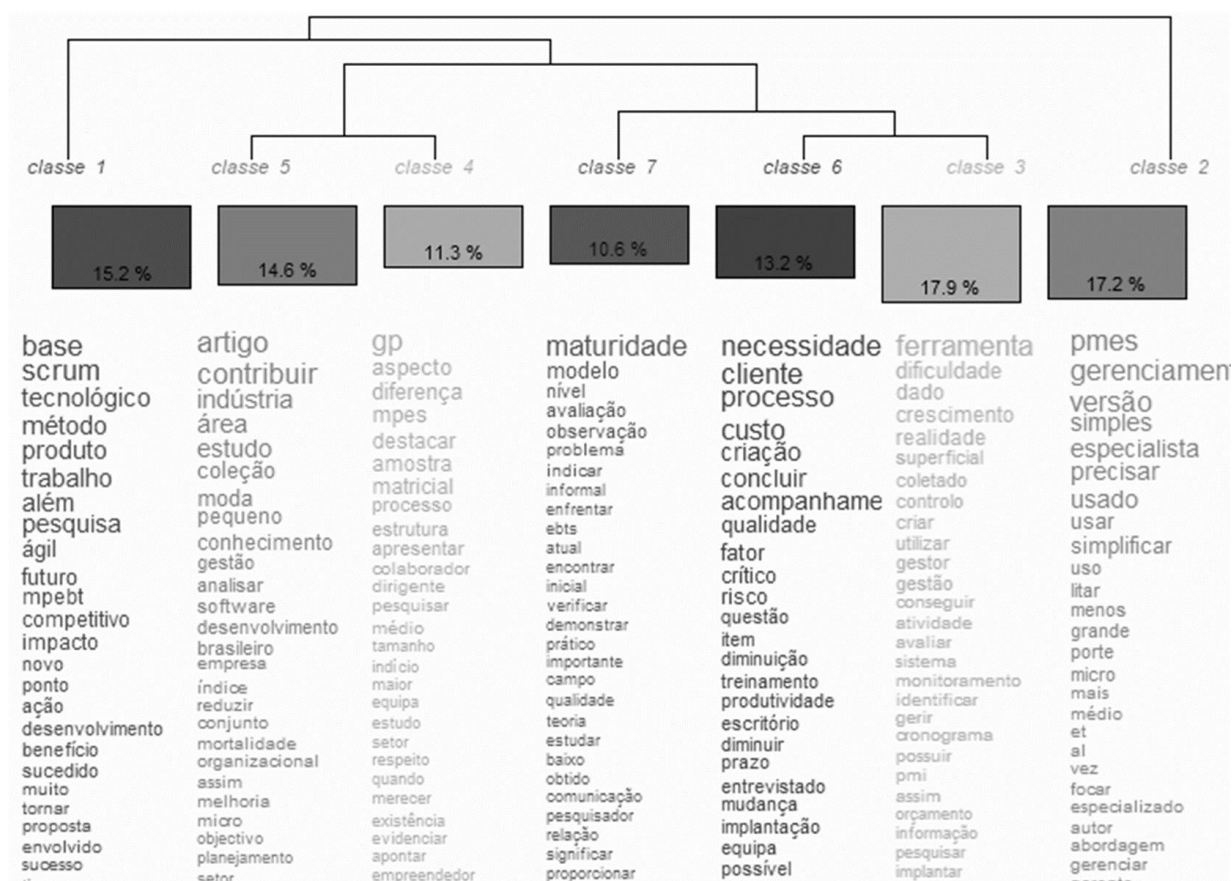 classe 1
classe 5
classe 4
classe 7
classe 6
classe 3
classe 2
15.2 %
14.6 %
11.3 %
10.6 %
13.2 %
17.9 %
17.2 %
base
scrum
tecnológico
método
produto
trabalho
além
pesquisa
ágil
futuro
mpebt
competitivo
impacto
novo
ponto
ação
desenvolvimento
benefício
sucedido
muito
tornar
proposta
envolvido
sucesso
artigo
contribuir
indústria
área
estudo
coleção
moda
pequeno
conhecimento
gestão
analisar
software
desenvolvimento
brasileiro
empresa
índice
reduzir
conjunto
mortalidade
organizacional
assim
melhoria
micro
objectivo
planejamento
setor
gp
aspecto
diferença
mpes
destacar
amostra
matricial
processo
estrutura
apresentar
colaborador
dirigente
pesquisar
médio
tamanho
indício
maior
equipa
estudo
setor
respeito
quando
merecer
existência
evidenciar
apontar
empreendedor
maturidade
modelo
nível
avaliação
observação
problema
indicar
informal
enfrentar
ebts
atual
encontrar
inicial
verificar
demonstrar
prático
importante
campo
qualidade
teoria
estudar
baixo
obtido
comunicação
pesquisador
relação
significar
proporcionar
necessidade
cliente
processo
custo
criação
concluir
acompanhame
qualidade
fator
crítico
risco
questão
item
diminuição
treinamento
produtividade
escritório
diminuir
prazo
entrevistado
mudança
implantação
equipa
possível
ferramenta
dificuldade
dado
crescimento
realidade
superficial
coletado
controlo
criar
utilizar
gestor
gestão
conseguir
atividade
avaliar
sistema
monitoramento
identificar
gerir
cronograma
possuir
pmi
assim
orçamento
informação
pesquisar
implantar
pmes
gerenciament
versão
simples
especialista
precisar
usado
usar
simplificar
uso
litar
menos
grande
porte
micro
mais
médio
et
al
vez
focar
especializado
autor
abordagem
gerenciar